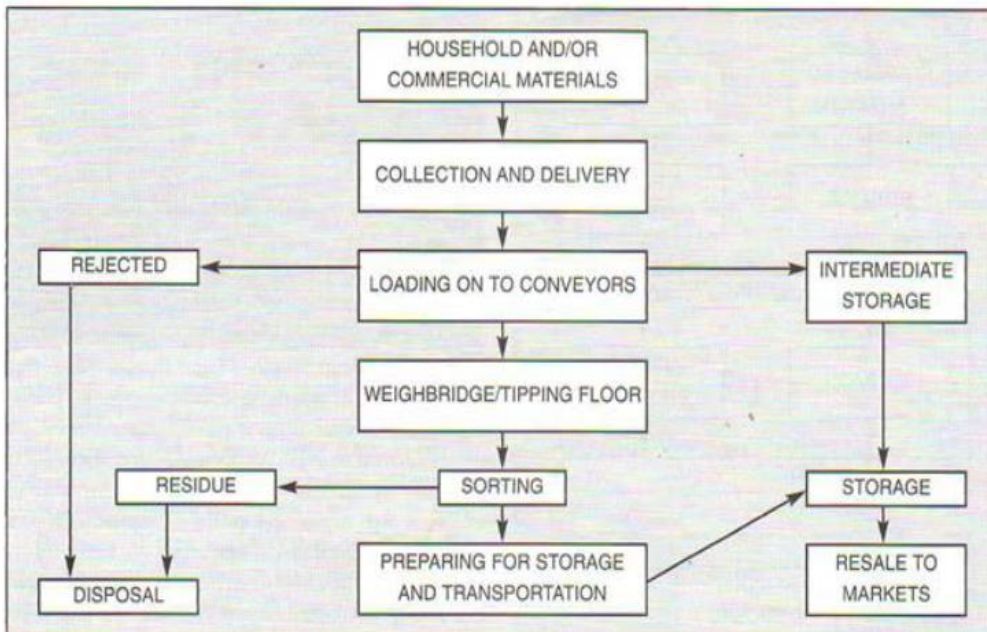 HOUSEHOLD AND/OR
COMMERCIAL MATERIALS
COLLECTION AND DELIVERY
REJECTED
LOADING ON TO CONVEYORS
INTERMEDIATE
STORAGE
WEIGHBRIDGE/TIPPING FLOOR
RESIDUE
SORTING
STORAGE
PREPARING FOR STORAGE
AND TRANSPORTATION
RESALE TO
MARKETS
DISPOSAL